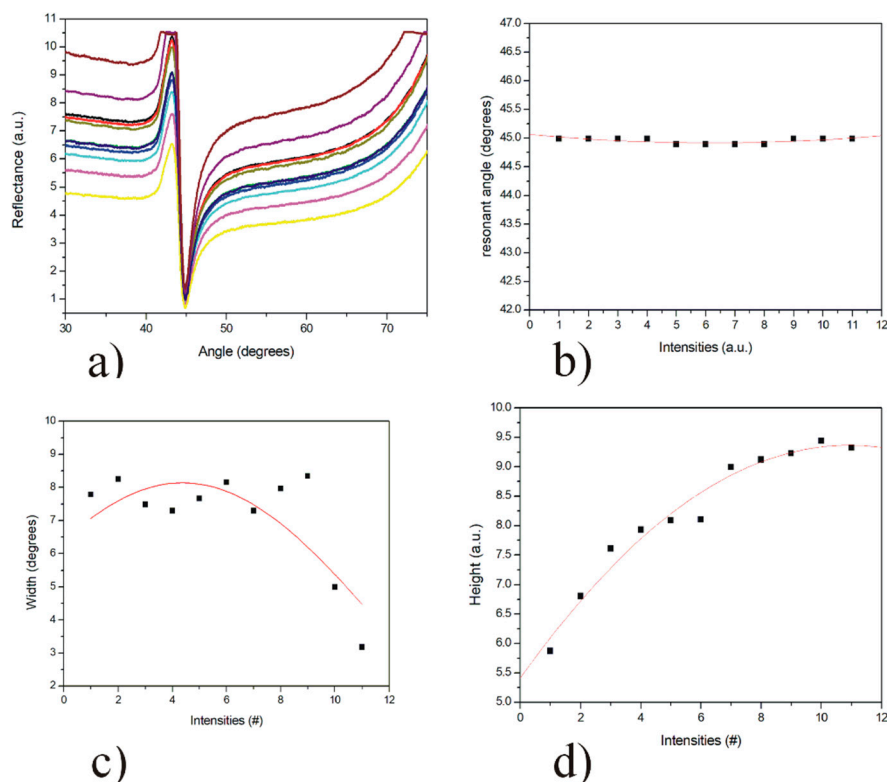 Reflectance (a.u.)
11
10
9
8
7
6
5
4
3
2
1
30 40 50 60 70
Angle (degrees)
a)
resonant angle (degrees)
47.0
46.5
46.0
45.5
45.0
44.5
44.0
43.5
43.0
42.5
42.0
0 1 2 3 4 5 6 7 8 9 10 11 12
Intensities (a.u.)
b)
Width (degrees)
10
9
8
7
6
5
4
3
2
0 2 4 6 8 10 12
Intensities (#)
c)
Height (a.u.)
10.0
9.5
9.0
8.5
8.0
7.5
7.0
6.5
6.0
5.5
5.0
0 2 4 6 8 10 12
Intensities (#)
d)